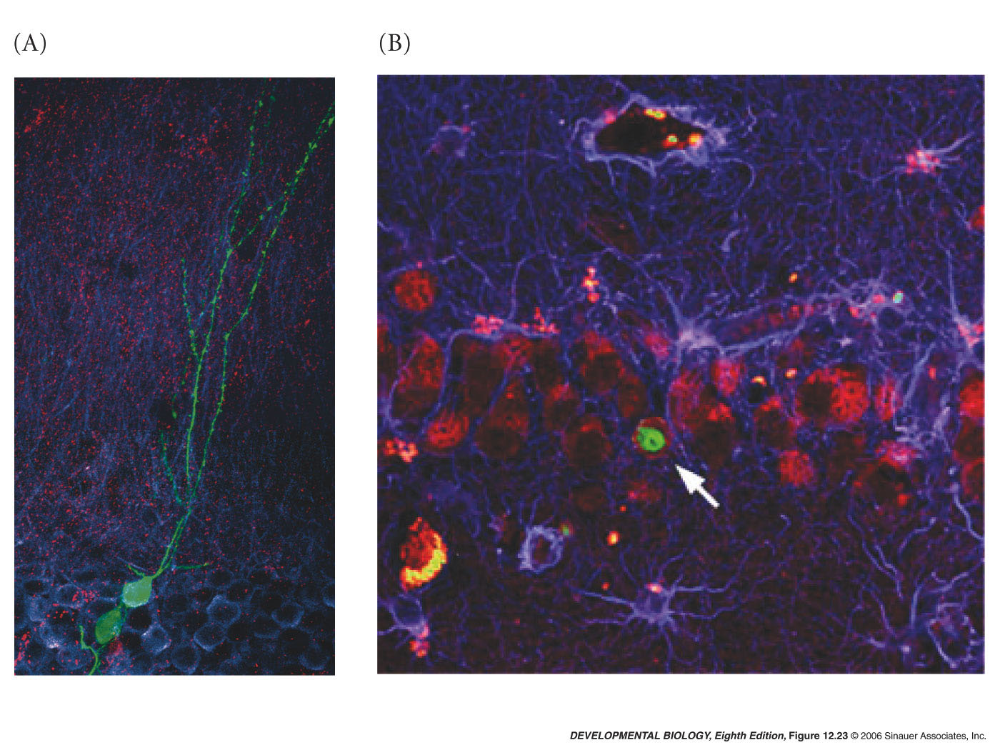 (A)
(B)
DEVELOPMENTAL BIOLOGY, Eighth Edition, Figure 12.23 © 2006 Sinauer Associates, Inc.